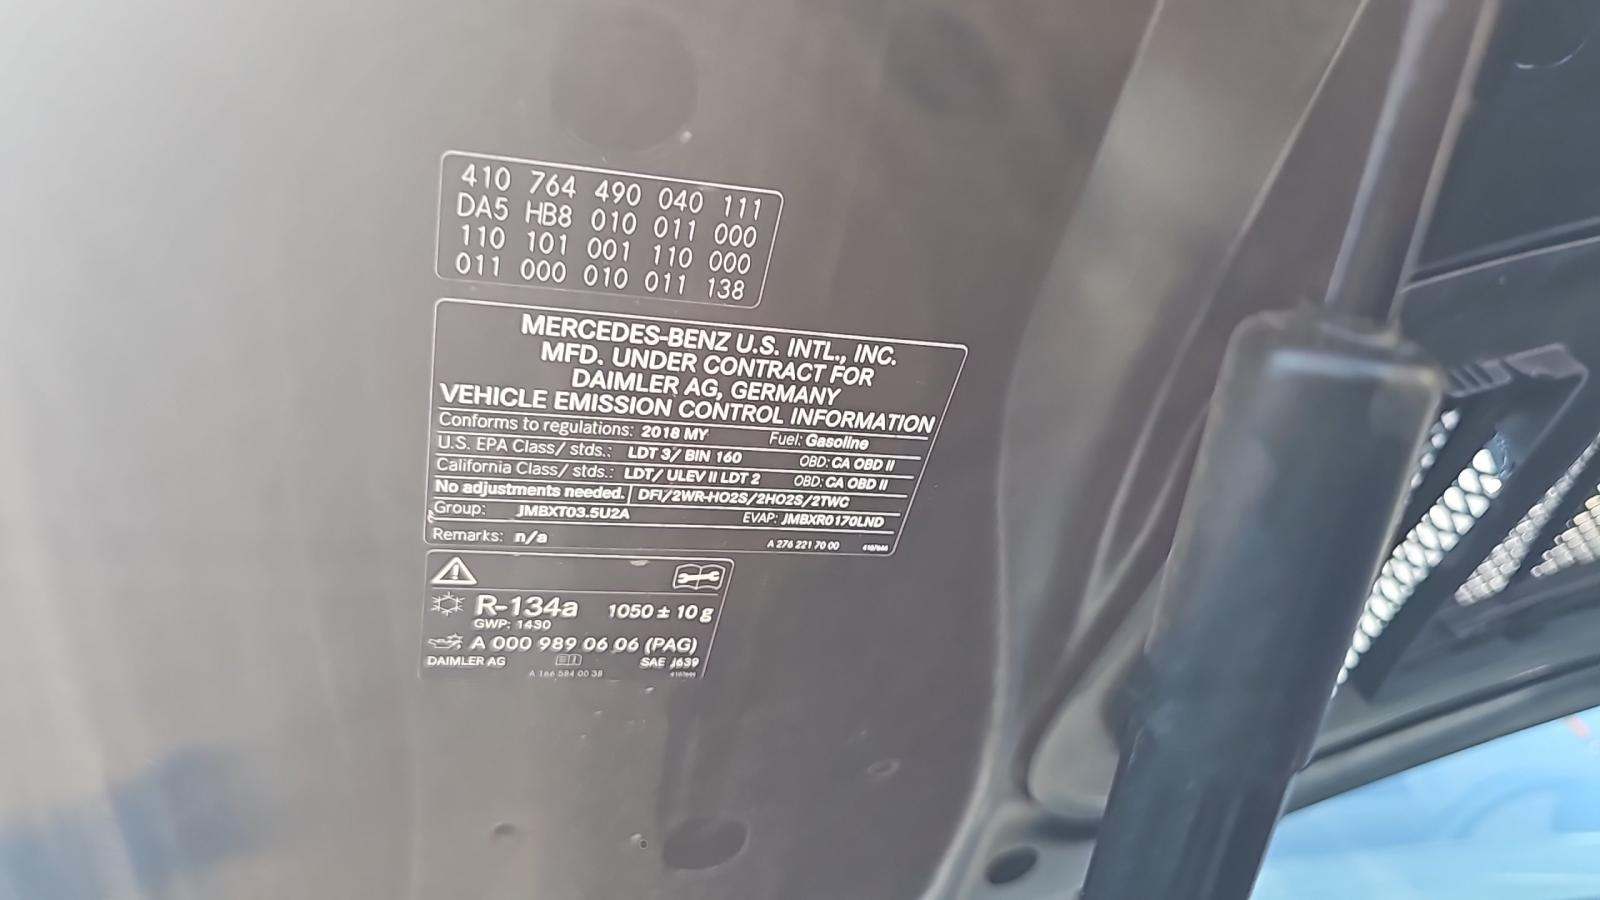 410 764 490 040 111
DA5 HB8 010 011 000
110 101 001 110 000
011 000 010 011 138
MERCEDES-BENZ U.S. INTL., INC.
MFD. UNDER CONTRACT FOR
DAIMLER AG, GERMANY
VEHICLE EMISSION CONTROL INFORMATION
Conforms to regulations: 2018 MY Fuel: Gasoline
U.S. EPA Class/ stds.: LDT 3/ BIN 160 OBD: CA OBD II
California Class/ stds.: LDT/ ULEV II LDT 2 OBD: CA OBD II
No adjustments needed. DFI/2WR-HO2S/2HO2S/2TWC
Group: JMBXT03.5U2A EVAP: JMBXR0170LND
Remarks: n/a A 276 221 70 00
R-134a 1050 ± 10 g
GWP: 1430
A 000 989 06 06 (PAG)
DAIMLER AG SAE J639
A 166 584 00 38